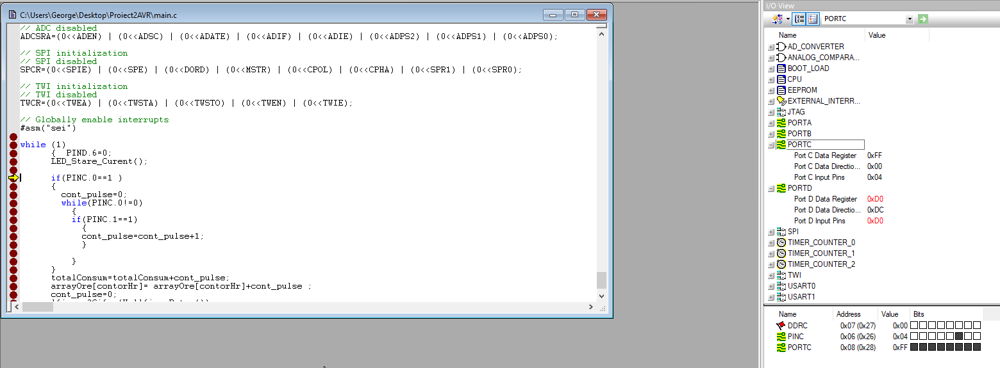 C:\Users\George\Desktop\Proiect2AVR\main.c
// ADC disabled
ADCSRA=(0<<ADEN) | (0<<ADSC) | (0<<ADATE) | (0<<ADIF) | (0<<ADIE) | (0<<ADPS2) | (0<<ADPS1) | (0<<ADPS0);
// SPI initialization
// SPI disabled
SPCR=(0<<SPIE) | (0<<SPE) | (0<<DORD) | (0<<MSTR) | (0<<CPOL) | (0<<CPHA) | (0<<SPR1) | (0<<SPR0);
// TWI initialization
// TWI disabled
TWCR=(0<<TWEA) | (0<<TWSTA) | (0<<TWSTO) | (0<<TWEN) | (0<<TWIE);
// Globally enable interrupts
#asm("sei")
while (1)
{  PIND.6=0;
LED_Stare_Curent();
if(PINC.0==1 )
{
cont_pulse=0;
while(PINC.0!=0)
{
if(PINC.1==1)
{
cont_pulse=cont_pulse+1;
}
}
}
totalConsum=totalConsum+cont_pulse;
arrayOre[contorHr]= arrayOre[contorHr]+cont_pulse ;
cont_pulse=0;
I/O View
PORTC
Name Value
AD_CONVERTER
ANALOG_COMPARA...
BOOT_LOAD
CPU
EEPROM
EXTERNAL_INTERR...
JTAG
PORTA
PORTB
PORTC
Port C Data Register 0xFF
Port C Data Directio... 0x00
Port C Input Pins 0x04
PORTD
Port D Data Register 0xD0
Port D Data Directio... 0xDC
Port D Input Pins 0xD0
SPI
TIMER_COUNTER_0
TIMER_COUNTER_1
TIMER_COUNTER_2
TWI
USART0
USART1
Name Address Value Bits
DDRC 0x07 (0x27) 0x00
PINC 0x06 (0x26) 0x04
PORTC 0x08 (0x28) 0xFF